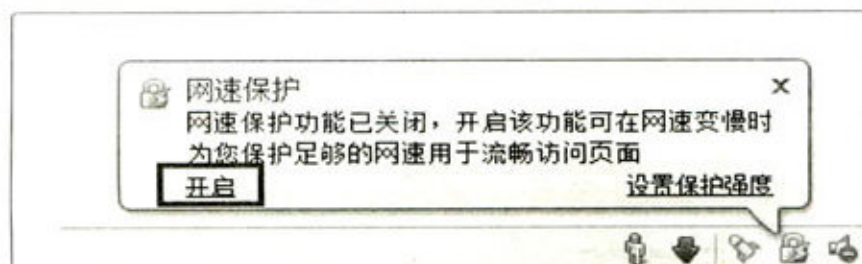 网速保护
网速保护功能已关闭，开启该功能可在网速变慢时
为您保护足够的网速用于流畅访问页面
开启
设置保护强度